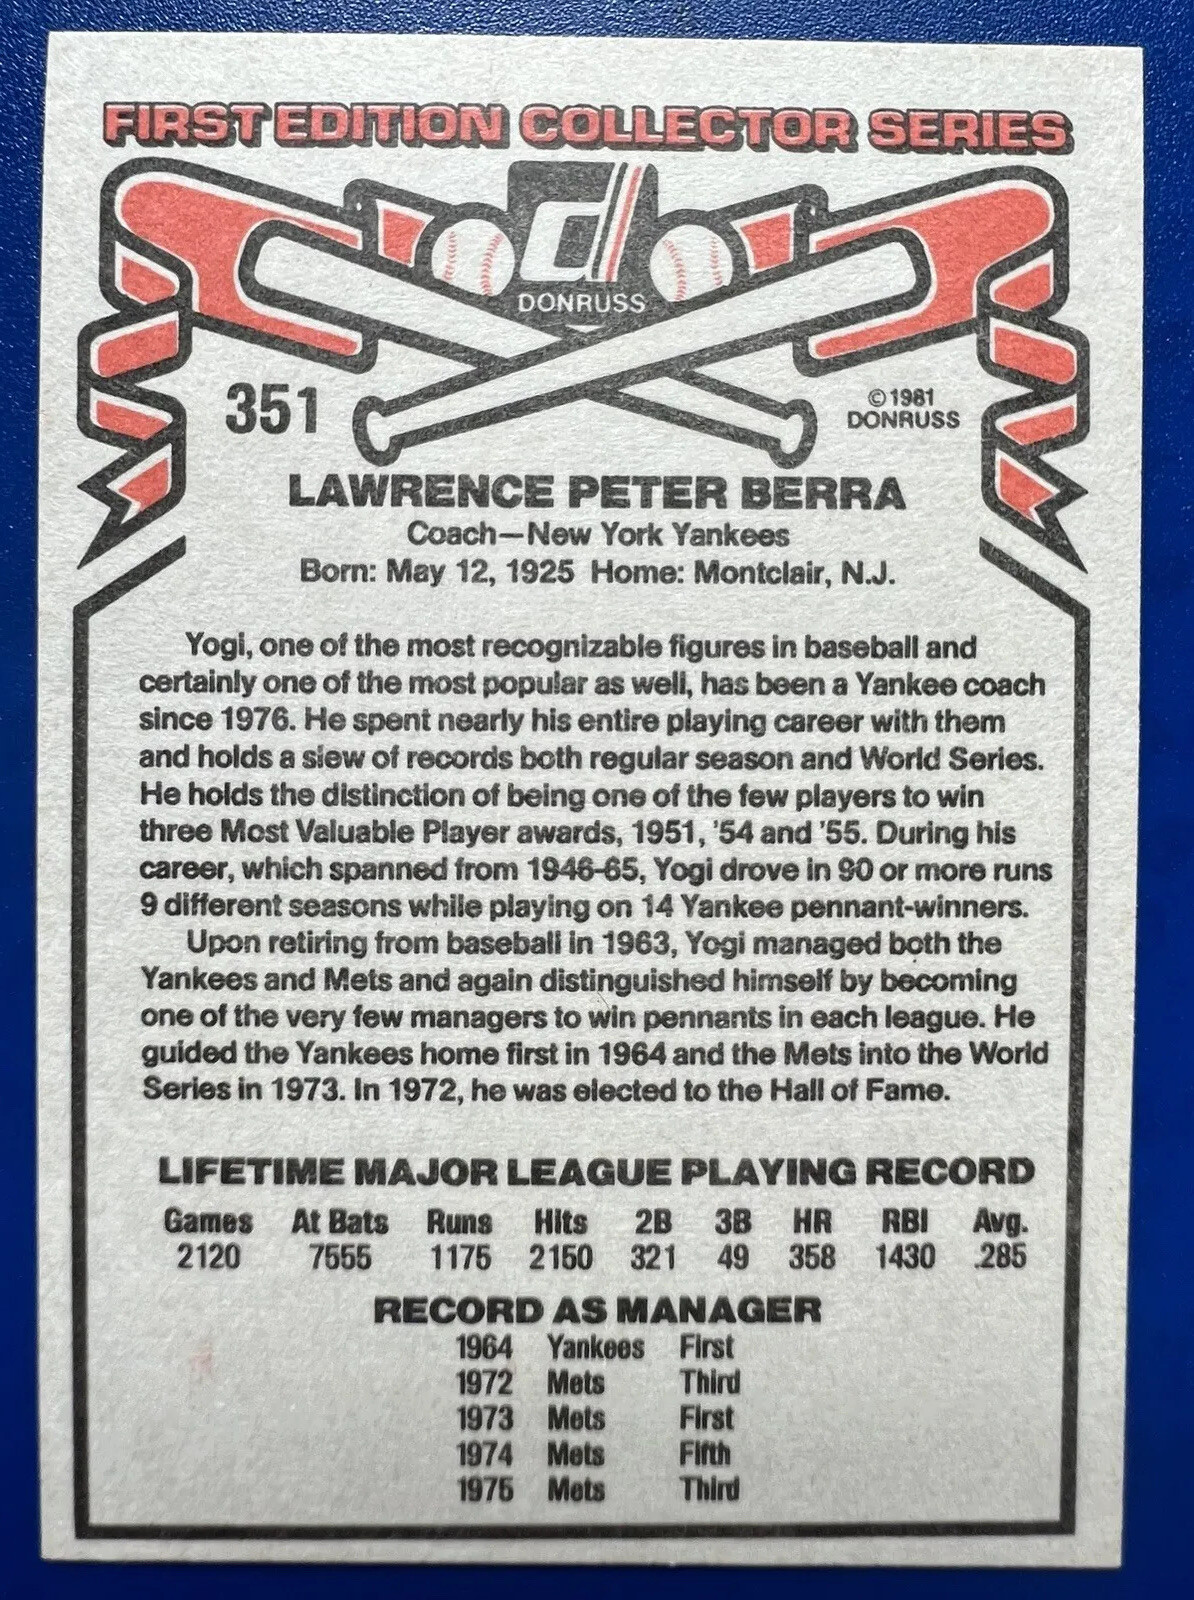 FIRST EDITION COLLECTOR SERIES
d
DONRUSS
351
©1981
DONRUSS
LAWRENCE PETER BERRA
Coach—New York Yankees
Born: May 12, 1925 Home: Montclair, N.J.
Yogi, one of the most recognizable figures in baseball and
certainly one of the most popular as well, has been a Yankee coach
since 1976. He spent nearly his entire playing career with them
and holds a slew of records both regular season and World Series.
He holds the distinction of being one of the few players to win
three Most Valuable Player awards, 1951, '54 and '55. During his
career, which spanned from 1946-65, Yogi drove in 90 or more runs
9 different seasons while playing on 14 Yankee pennant-winners.
Upon retiring from baseball in 1963, Yogi managed both the
Yankees and Mets and again distinguished himself by becoming
one of the very few managers to win pennants in each league. He
guided the Yankees home first in 1964 and the Mets into the World
Series in 1973. In 1972, he was elected to the Hall of Fame.
LIFETIME MAJOR LEAGUE PLAYING RECORD
Games At Bats Runs Hits 2B 3B HR RBI Avg.
2120 7555 1175 2150 321 49 358 1430 .285
RECORD AS MANAGER
1964 Yankees First
1972 Mets Third
1973 Mets First
1974 Mets Fifth
1975 Mets Third